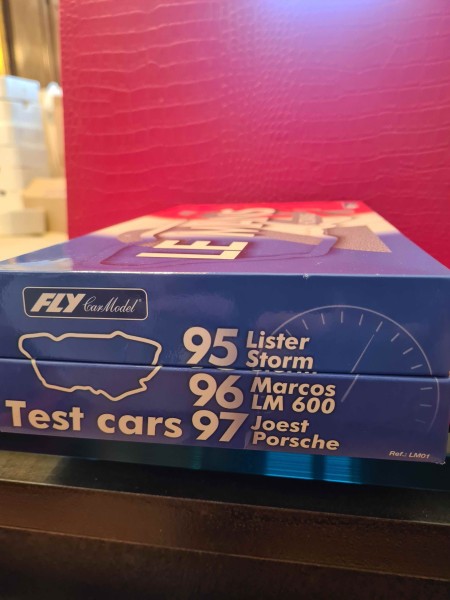 LE MANS
FLY Car Model®
95 Lister
Storm
96 Marcos
LM 600
Test cars 97 Joest
Porsche
Ref.: LM01